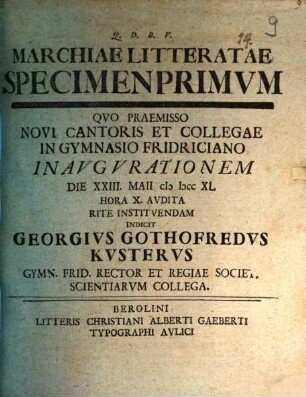 Q. D. B. V.
MARCHIAE LITTERATAE
SPECIMEN PRIMVM
QVO PRAEMISSO
NOVI CANTORIS ET COLLEGAE
IN GYMNASIO FRIDRICIANO
INAVGVRATIONEM
DIE XXIII. MAII cIɔ Iɔcc XL
HORA X. AVDITA
RITE INSTITVENDAM
INDICIT
GEORGIVS GOTHOFREDVS
KVSTERVS
GYMN. FRID. RECTOR ET REGIAE SOCIET.
SCIENTIARVM COLLEGA.
BEROLINI
LITTERIS CHRISTIANI ALBERTI GAEBERTI
TYPOGRAPHI AVLICI
14.
9